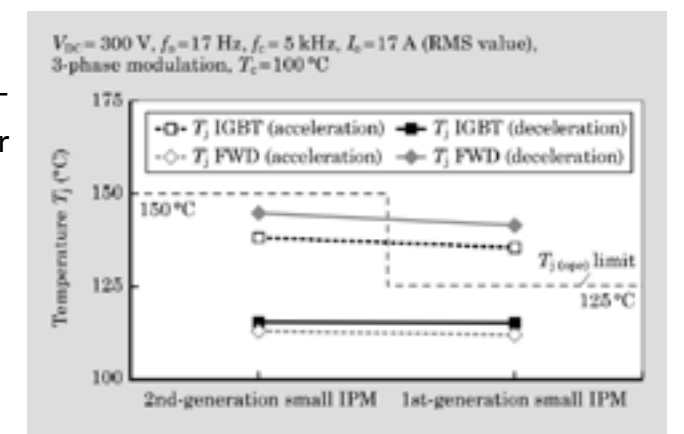 V_DC = 300 V, f_o = 17 Hz, f_c = 5 kHz, I_o = 17 A (RMS value),
3-phase modulation, T_c = 100 °C
r
Temperature T_j (°C)
175
150
125
100
T_j IGBT (acceleration) T_j IGBT (deceleration)
T_j FWD (acceleration) T_j FWD (deceleration)
150 °C
T_j (ope) limit
125 °C
2nd-generation small IPM 1st-generation small IPM